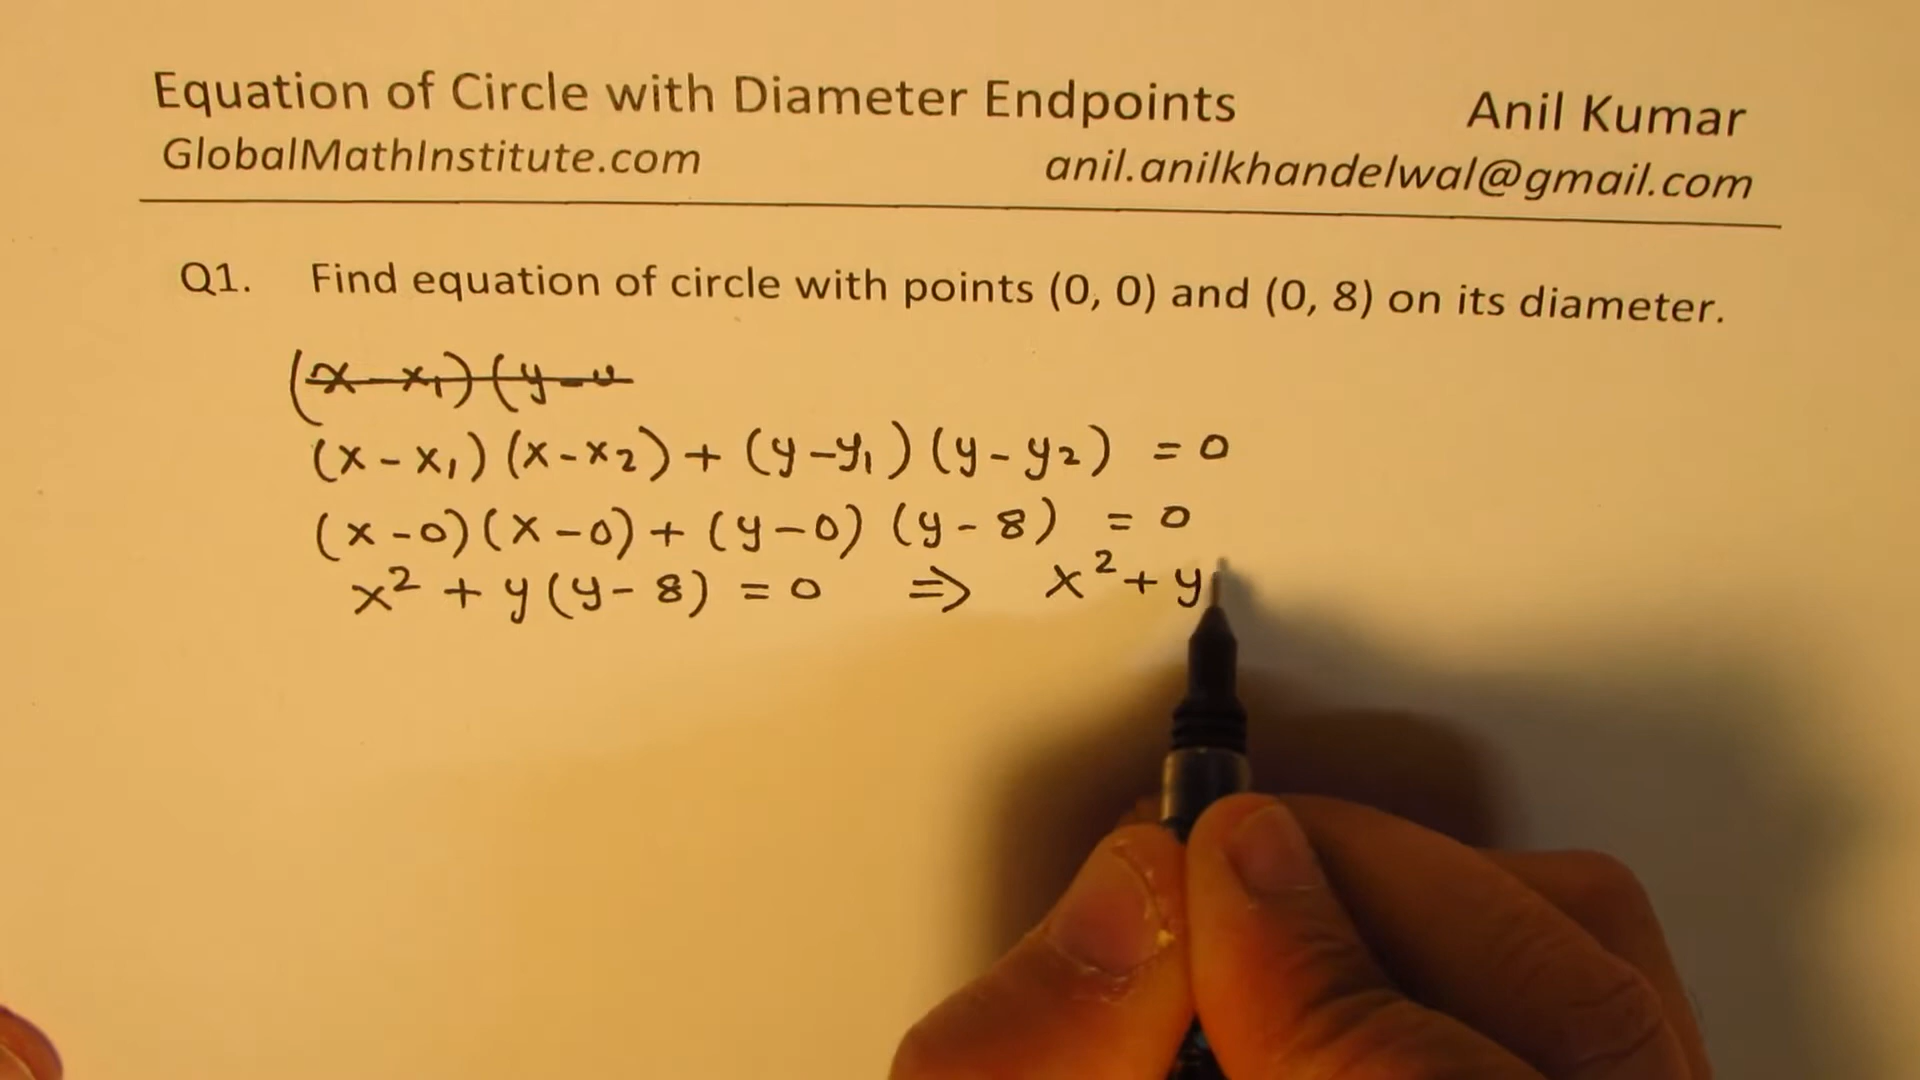 Equation of Circle with Diameter Endpoints Anil Kumar
GlobalMathInstitute.com anil.anilkhandelwal@gmail.com
Q1. Find equation of circle with points (0, 0) and (0, 8) on its diameter.
(x - x₁) (y -
(x - x₁) (x - x₂) + (y - y₁) (y - y₂) = 0
(x - 0) (x - 0) + (y - 0) (y - 8) = 0
x² + y (y - 8) = 0 ⇒ x² + y